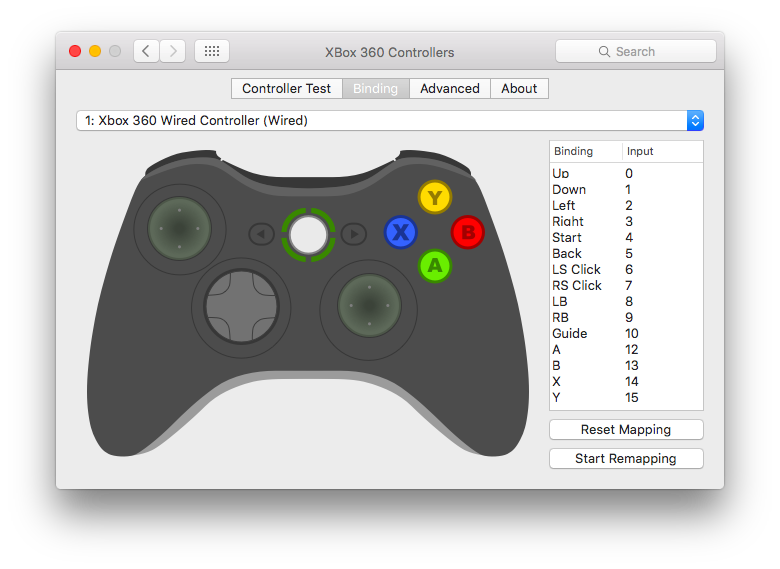 XBox 360 Controllers
Search
Controller Test Binding Advanced About
1: Xbox 360 Wired Controller (Wired)
Y
X
B
A
Binding Input
Up 0
Down 1
Left 2
Right 3
Start 4
Back 5
LS Click 6
RS Click 7
LB 8
RB 9
Guide 10
A 12
B 13
X 14
Y 15
Reset Mapping
Start Remapping